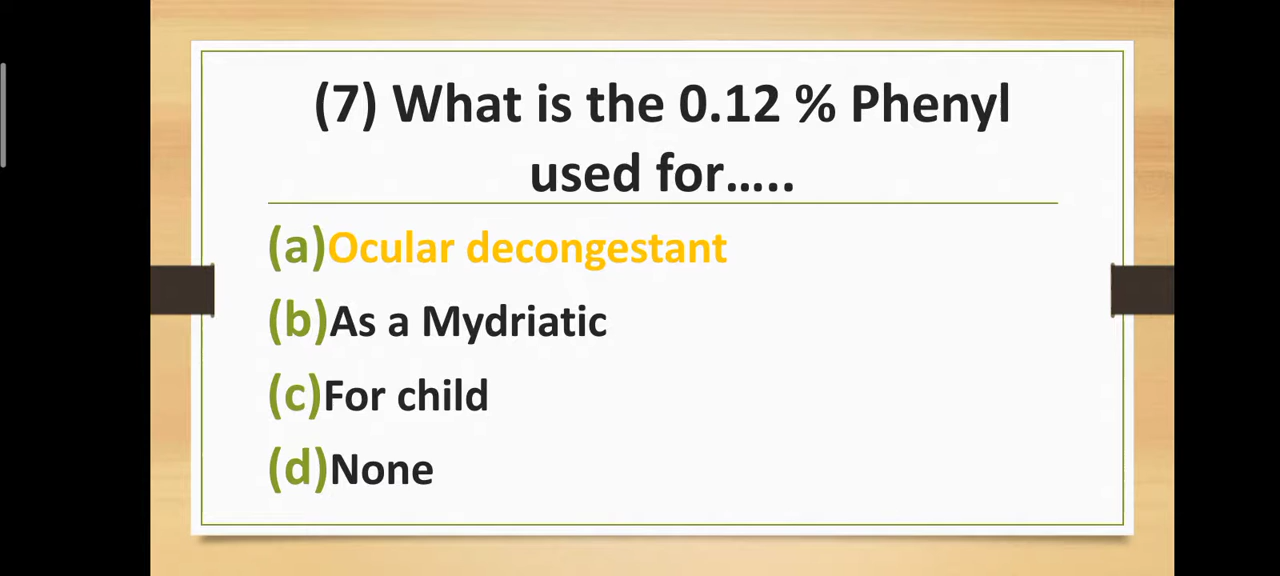 (7) What is the 0.12 % Phenyl
used for.....
(a)Ocular decongestant
(b)As a Mydriatic
(c)For child
(d)None